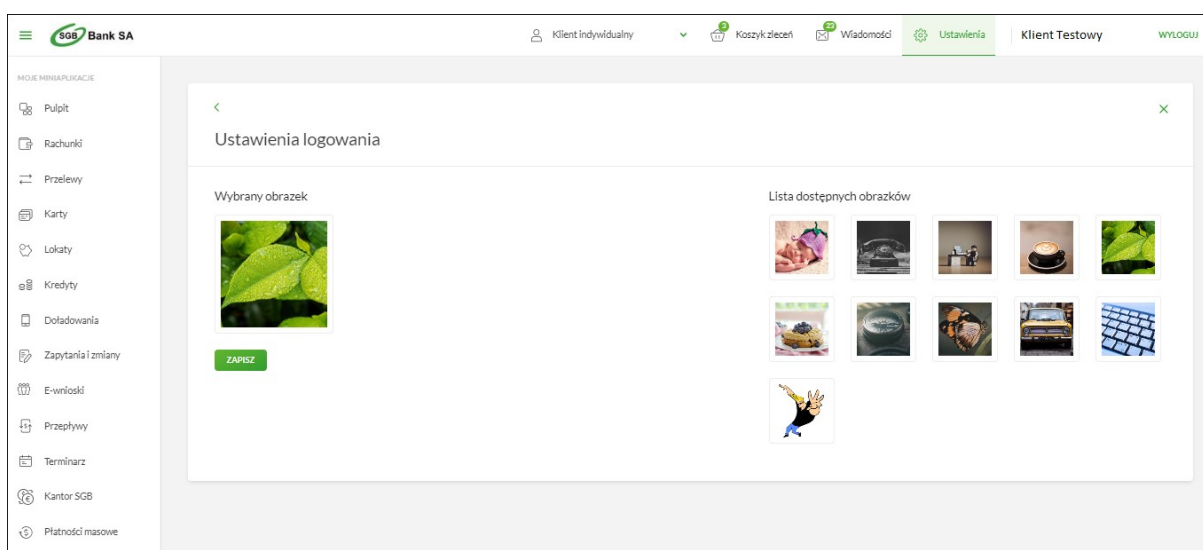 SGB Bank SA
Klient indywidualny
3
Koszyk zleceń
23
Wiadomości
Ustawienia
Klient Testowy
WYLOGUJ
MOJE MINIAPLIKACJE
Pulpit
Rachunki
Przelewy
Karty
Lokaty
Kredyty
Doładowania
Zapytania i zmiany
E-wnioski
Przepływy
Terminarz
Kantor SGB
Płatności masowe
Ustawienia logowania
Wybrany obrazek
ZAPISZ
Lista dostępnych obrazków